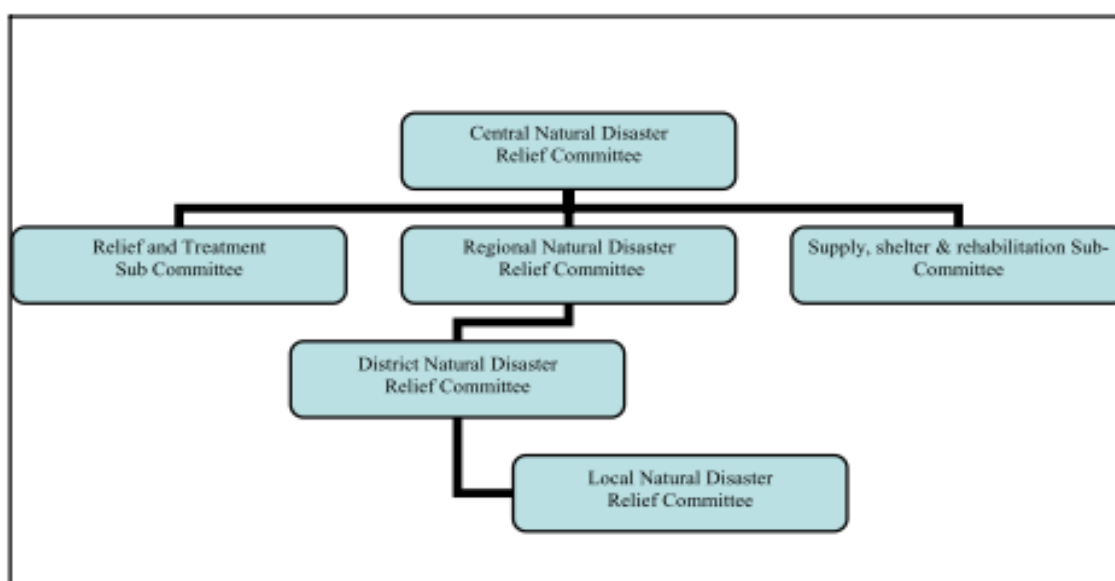 Central Natural Disaster
Relief Committee
Relief and Treatment
Sub Committee
Regional Natural Disaster
Relief Committee
Supply, shelter & rehabilitation Sub-
Committee
District Natural Disaster
Relief Committee
Local Natural Disaster
Relief Committee